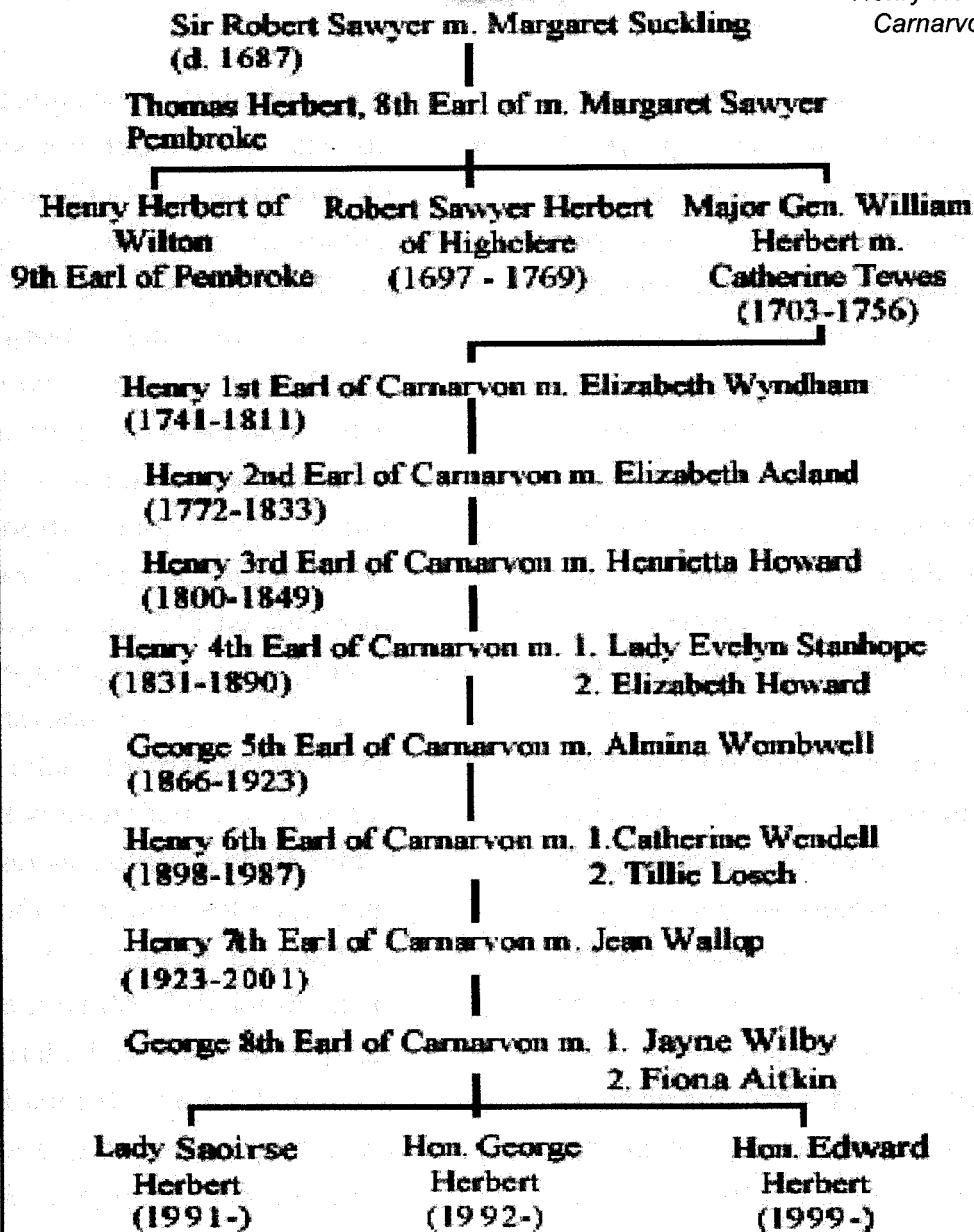 Carnarvo
Sir Robert Sawyer m. Margaret Suckling
(d. 1687)
Thomas Herbert, 8th Earl of m. Margaret Sawyer
Pembroke
Henry Herbert of Robert Sawyer Herbert Major Gen. William
Wilton of Highclere Herbert m.
9th Earl of Pembroke (1697 - 1769) Catherine Tewes
(1703-1756)
Henry 1st Earl of Carnarvon m. Elizabeth Wyndham
(1741-1811)
Henry 2nd Earl of Carnarvon m. Elizabeth Acland
(1772-1833)
Henry 3rd Earl of Carnarvon m. Henrietta Howard
(1800-1849)
Henry 4th Earl of Carnarvon m. 1. Lady Evelyn Stanhope
(1831-1890) 2. Elizabeth Howard
George 5th Earl of Carnarvon m. Almina Wombwell
(1866-1923)
Henry 6th Earl of Carnarvon m. 1.Catherine Wendell
(1898-1987) 2. Tillie Losch
Henry 7th Earl of Carnarvon m. Jean Wallop
(1923-2001)
George 8th Earl of Carnarvon m. 1. Jayne Wilby
2. Fiona Aitkin
Lady Saoirse Hon. George Hon. Edward
Herbert Herbert Herbert
(1991-) (1992-) (1999-)